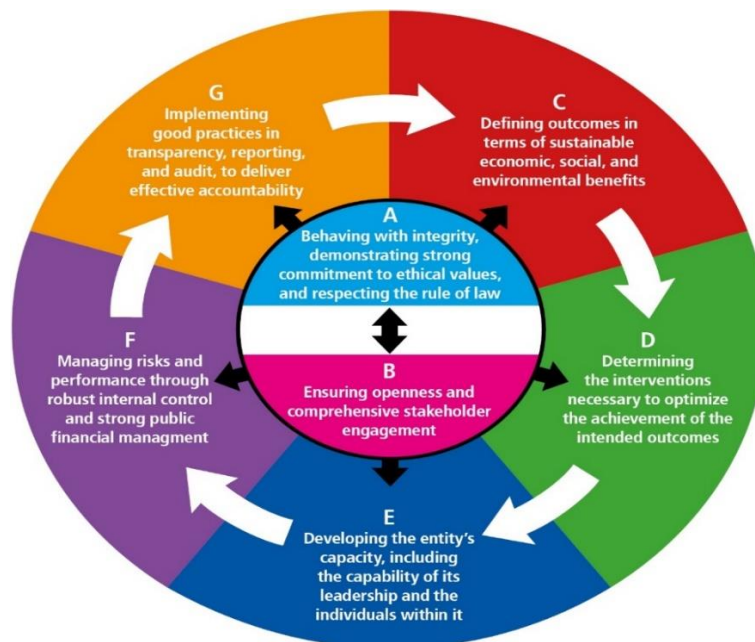 G
Implementing
good practices in
transparency, reporting,
and audit, to deliver
effective accountability
C
Defining outcomes in
terms of sustainable
economic, social, and
environmental benefits
A
Behaving with integrity,
demonstrating strong
commitment to ethical values,
and respecting the rule of law
B
Ensuring openness and
comprehensive stakeholder
engagement
F
Managing risks and
performance through
robust internal control
and strong public
financial managment
D
Determining
the interventions
necessary to optimize
the achievement of the
intended outcomes
E
Developing the entity's
capacity, including
the capability of its
leadership and the
individuals within it